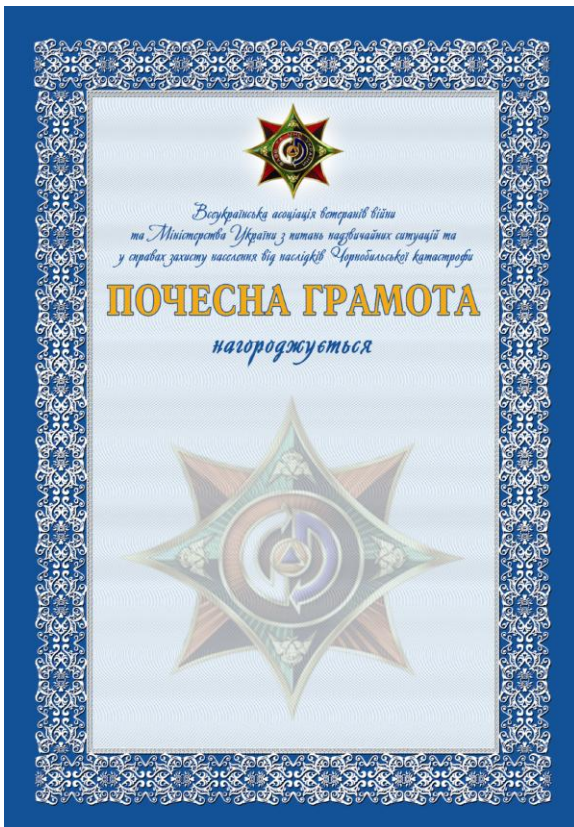 Всеукраїнська асоціація ветеранів війни
та Міністерства України з питань надзвичайних ситуацій та
у справах захисту населення від наслідків Чорнобильської катастрофи
ПОЧЕСНА ГРАМОТА
нагороджується